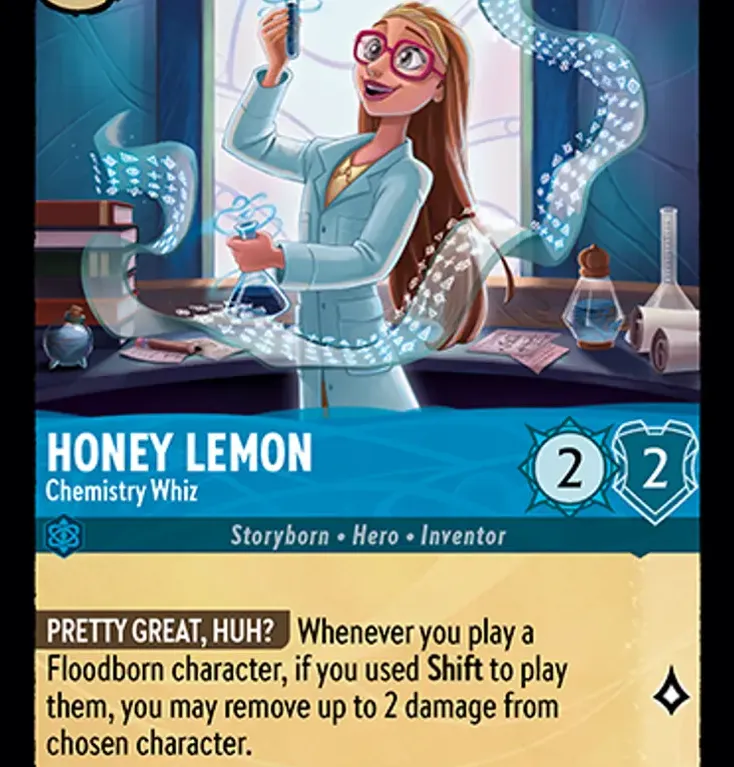 HONEY LEMON
Chemistry Whiz
2
2
Storyborn • Hero • Inventor
PRETTY GREAT, HUH? Whenever you play a
Floodborn character, if you used Shift to play
them, you may remove up to 2 damage from
chosen character.